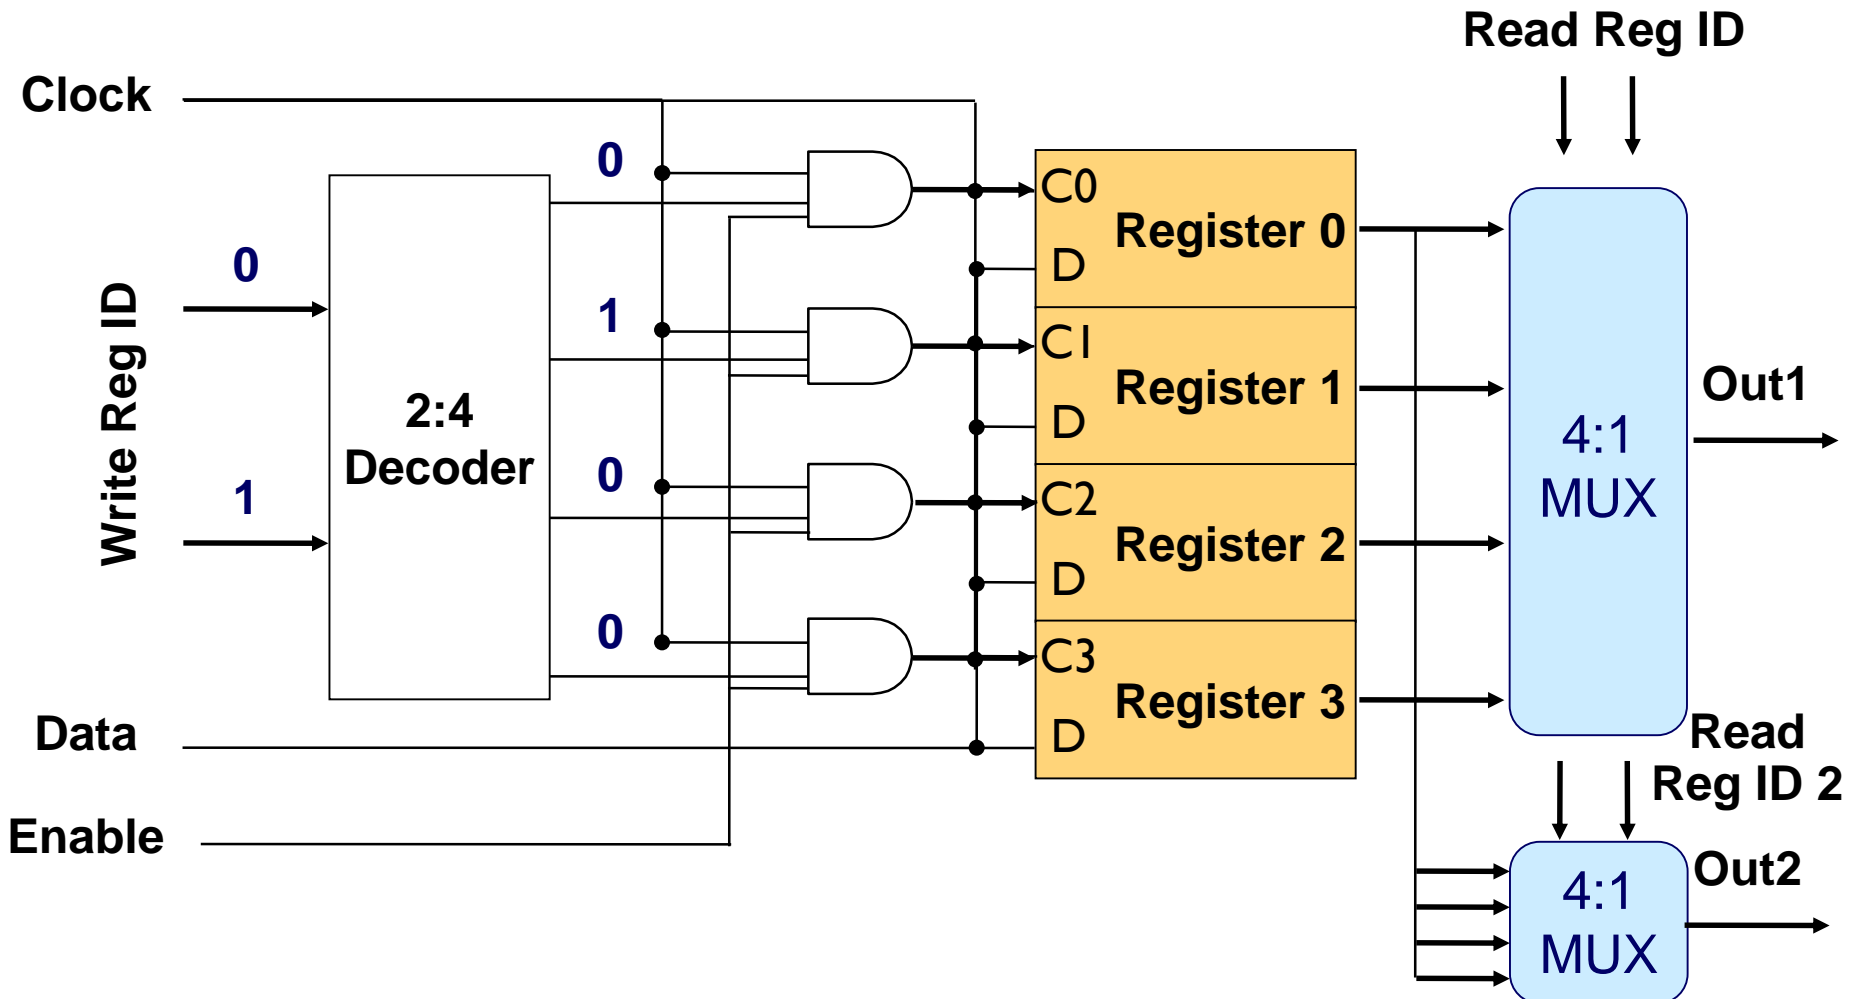 Read Reg ID
Clock
0
C0
Register 0
D
0
Write Reg ID
1
C1
Register 1
D
Out1
2:4
Decoder
4:1
MUX
1
0
C2
Register 2
D
0
C3
Register 3
D
Data
Read
Reg ID 2
Enable
Out2
4:1
MUX